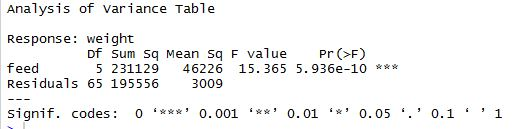 Analysis of Variance Table
Response: weight
Df Sum Sq Mean Sq F value Pr(>F)
feed 5 231129 46226 15.365 5.936e-10 ***
Residuals 65 195556 3009
---
Signif. codes: 0 ‘***’ 0.001 ‘**’ 0.01 ‘*’ 0.05 ‘.’ 0.1 ‘ ’ 1
>